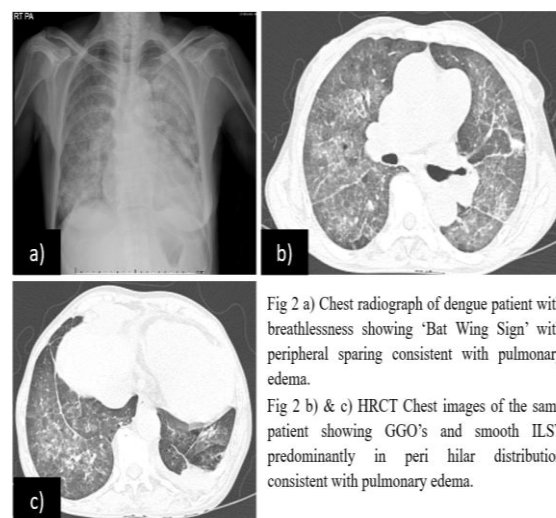 RT PA
a)
b)
c)
Fig 2 a) Chest radiograph of dengue patient wit
breathlessness showing ‘Bat Wing Sign’ wit
peripheral sparing consistent with pulmonar
edema.
Fig 2 b) & c) HRCT Chest images of the sam
patient showing GGO’s and smooth ILS
predominantly in peri hilar distributio
consistent with pulmonary edema.